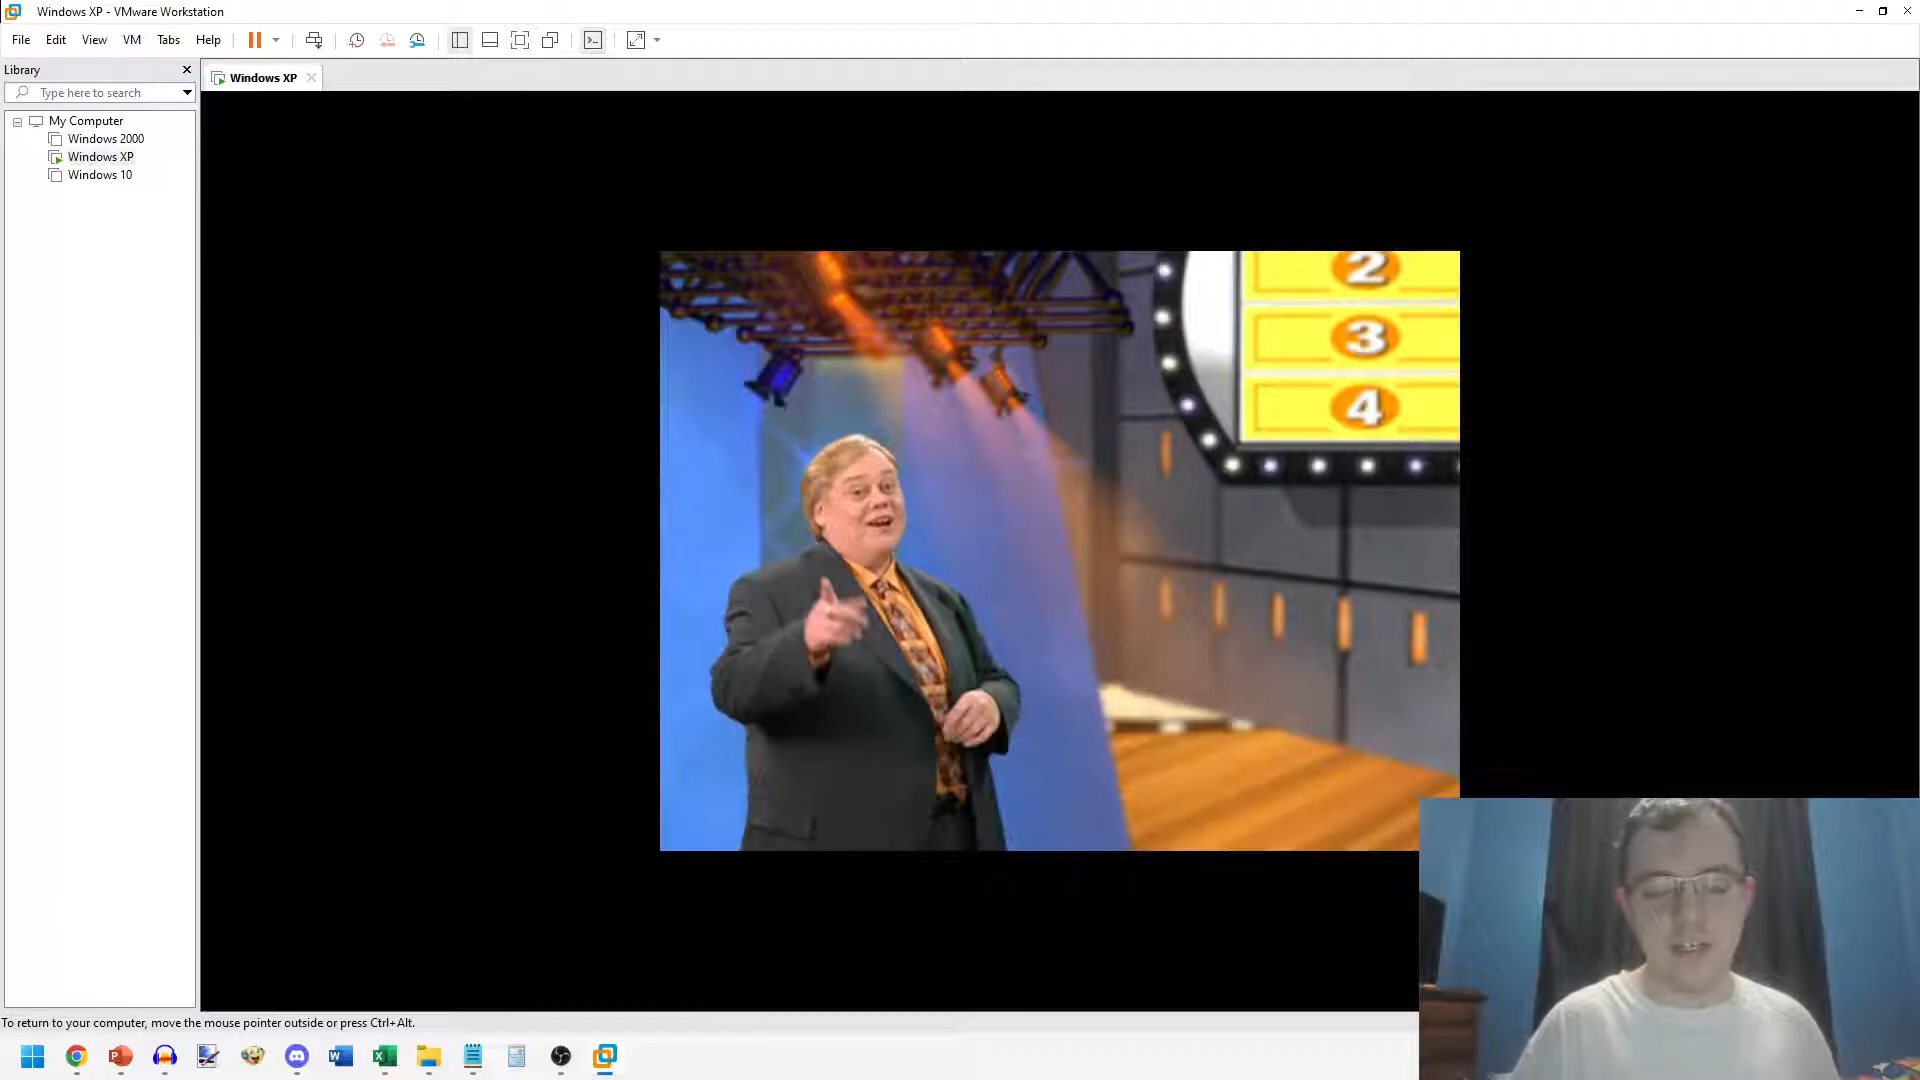 Windows XP - VMware Workstation
File Edit View VM Tabs Help
Library
Windows XP
Type here to search
My Computer
Windows 2000
Windows XP
Windows 10
2
3
4
To return to your computer, move the mouse pointer outside or press Ctrl+Alt.